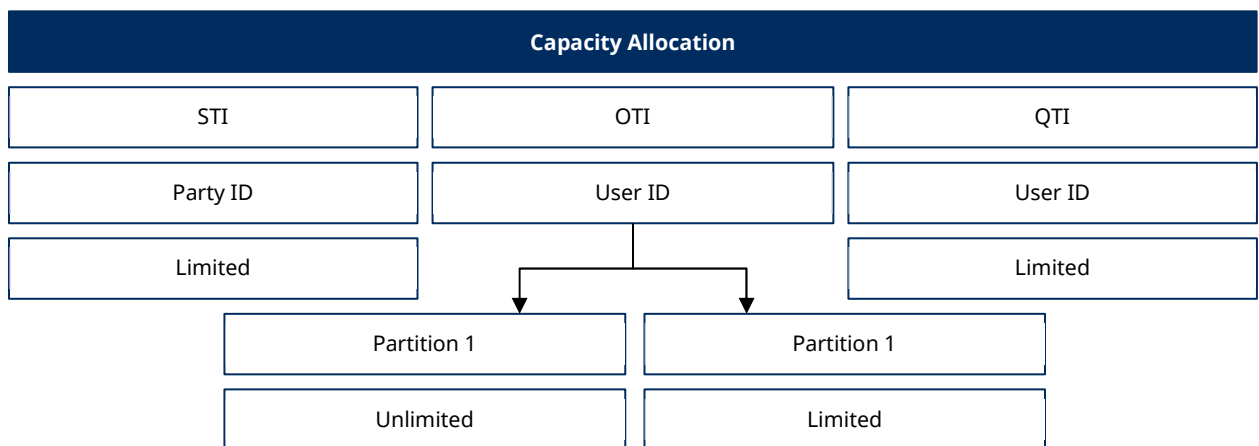 Capacity Allocation
STI OTI QTI
Party ID User ID User ID
Limited Limited
Partition 1 Partition 1
Unlimited Limited